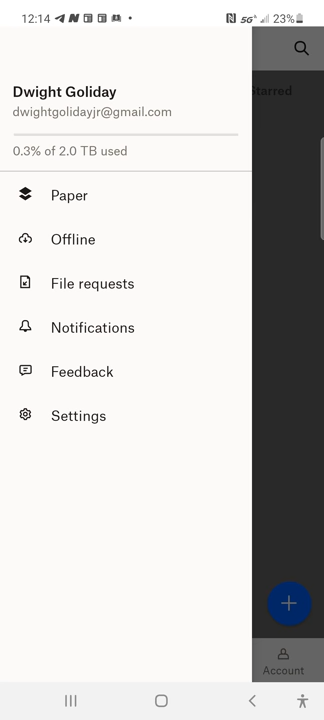 12:14
5G
23%
Dwight Goliday
dwightgolidayjr@gmail.com
Starred
0.3% of 2.0 TB used
Paper
Offline
File requests
Notifications
Feedback
Settings
Account